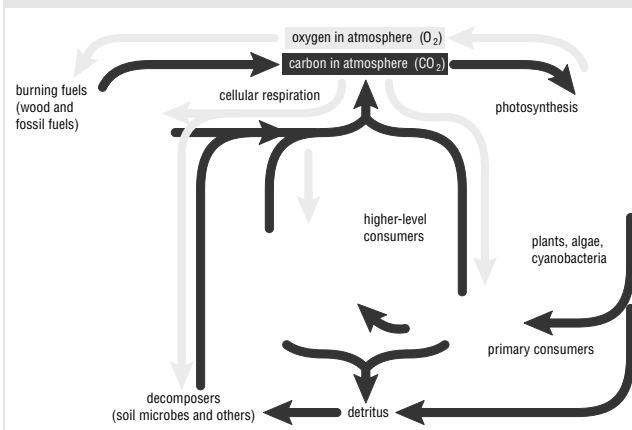 oxygen in atmosphere (O₂)
carbon in atmosphere (CO₂)
burning fuels
(wood and
fossil fuels)
cellular respiration
photosynthesis
higher-level
consumers
plants, algae,
cyanobacteria
primary consumers
decomposers
(soil microbes and others)
detritus